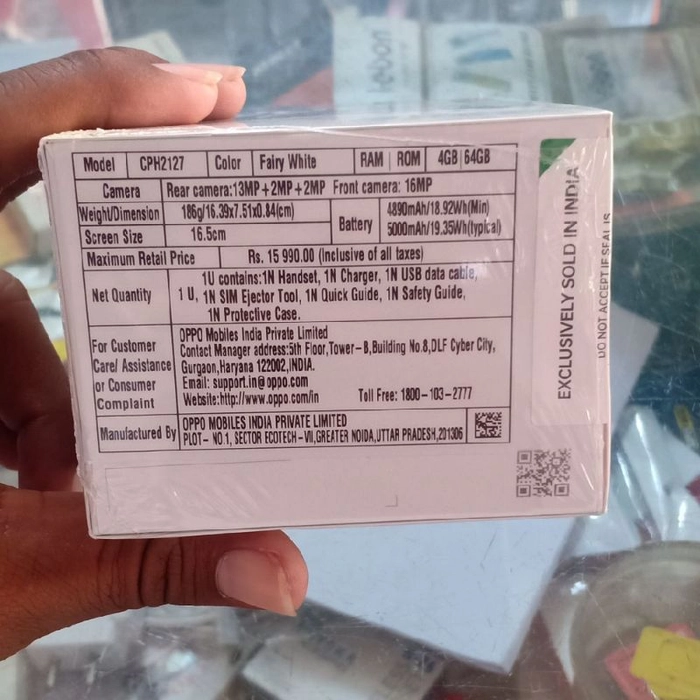 Model CPH2127 Color Fairy White RAM ROM 4GB 64GB
Camera Rear camera:13MP+2MP+2MP Front camera: 16MP
Weight/Dimension 186g/16.39x7.51x0.84(cm) Battery 4890mAh/18.92Wh(Min)
5000mAh/19.35Wh(typical)
Screen Size 16.5cm
Maximum Retail Price Rs. 15 990.00 (Inclusive of all taxes)
Net Quantity 1 U, 1U contains:1N Handset, 1N Charger, 1N USB data cable,
1N SIM Ejector Tool, 1N Quick Guide, 1N Safety Guide,
1N Protective Case.
For Customer Care/ Assistance or Consumer Complaint
OPPO Mobiles India Private Limited
Contact Manager address:5th Floor,Tower-B,Building No.8,DLF Cyber City,
Gurgaon,Haryana 122002,INDIA.
Email: support.in@oppo.com
Website:http://www.oppo.com/in Toll Free: 1800-103-2777
Manufactured By OPPO MOBILES INDIA PRIVATE LIMITED
PLOT- NO.1, SECTOR ECOTECH-VII,GREATER NOIDA,UTTAR PRADESH,201306
EXCLUSIVELY SOLD IN INDIA
DO NOT ACCEPT IF SEAL IS